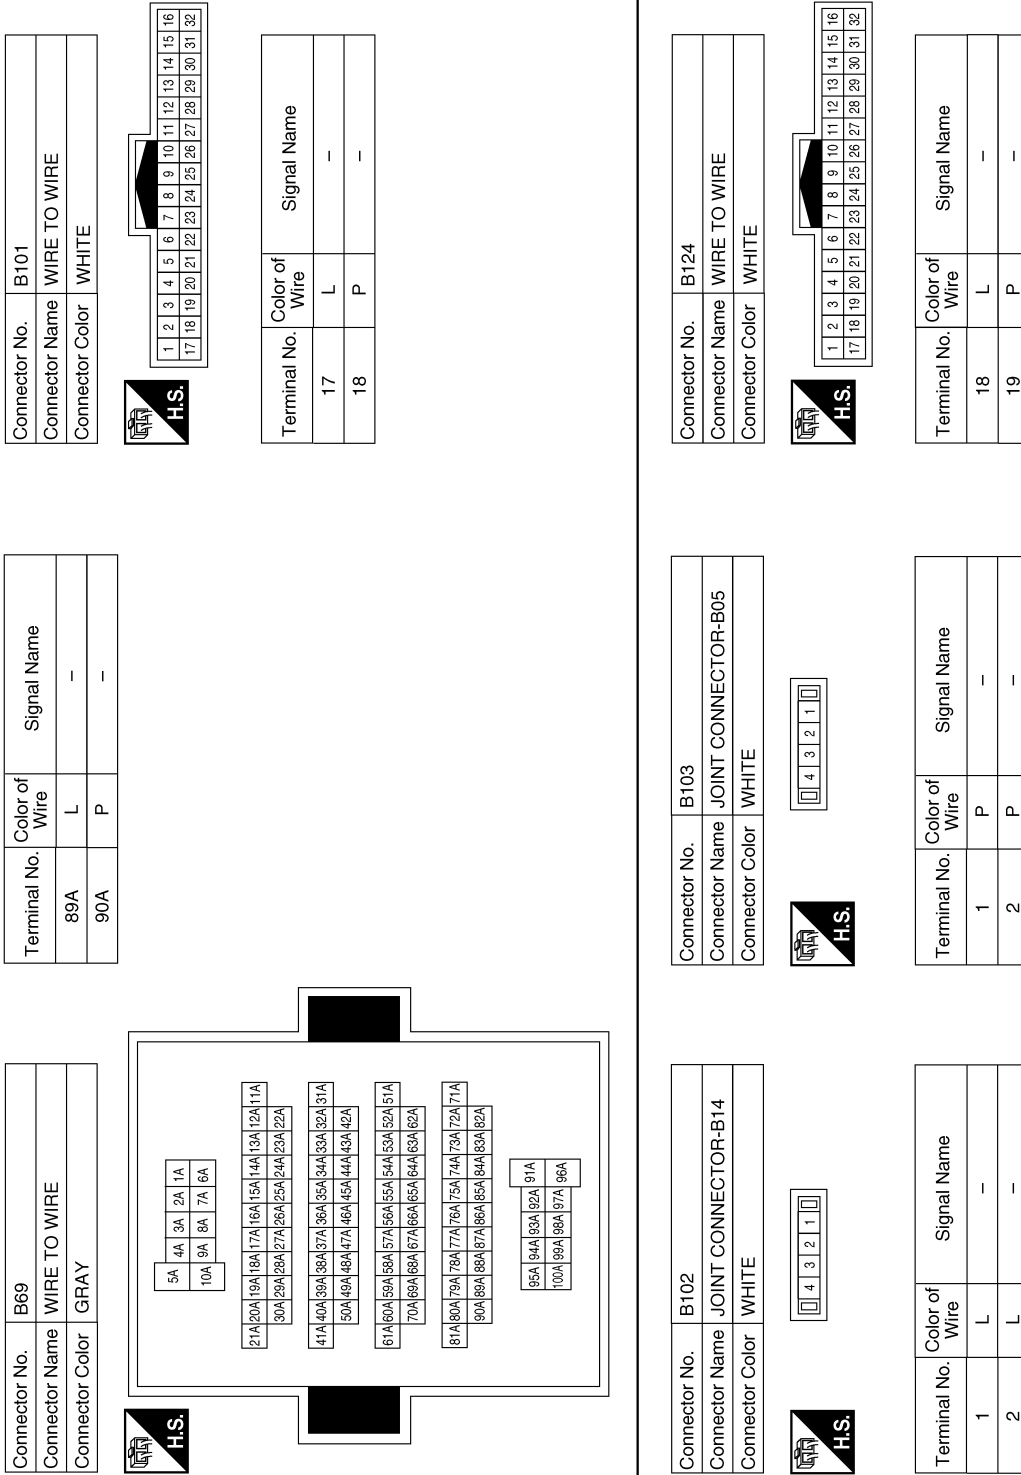 Connector No. B69
Connector Name WIRE TO WIRE
Connector Color GRAY
H.S.
5A 4A 3A 2A 1A
10A 9A 8A 7A 6A
21A 20A 19A 18A 17A 16A 15A 14A 13A 12A 11A
30A 29A 28A 27A 26A 25A 24A 23A 22A
41A 40A 39A 38A 37A 36A 35A 34A 33A 32A 31A
50A 49A 48A 47A 46A 45A 44A 43A 42A
61A 60A 59A 58A 57A 56A 55A 54A 53A 52A 51A
70A 69A 68A 67A 66A 65A 64A 63A 62A
81A 80A 79A 78A 77A 76A 75A 74A 73A 72A 71A
90A 89A 88A 87A 86A 85A 84A 83A 82A
95A 94A 93A 92A 91A
100A 99A 98A 97A 96A
Terminal No. Color of Wire Signal Name
89A L –
90A P –
Connector No. B101
Connector Name WIRE TO WIRE
Connector Color WHITE
H.S.
1 2 3 4 5 6 7 8 9 10 11 12 13 14 15 16
17 18 19 20 21 22 23 24 25 26 27 28 29 30 31 32
Terminal No. Color of Wire Signal Name
17 L –
18 P –
Connector No. B102
Connector Name JOINT CONNECTOR-B14
Connector Color WHITE
H.S.
4 3 2 1
Terminal No. Color of Wire Signal Name
1 L –
2 L –
Connector No. B103
Connector Name JOINT CONNECTOR-B05
Connector Color WHITE
H.S.
4 3 2 1
Terminal No. Color of Wire Signal Name
1 P –
2 P –
Connector No. B124
Connector Name WIRE TO WIRE
Connector Color WHITE
H.S.
1 2 3 4 5 6 7 8 9 10 11 12 13 14 15 16
17 18 19 20 21 22 23 24 25 26 27 28 29 30 31 32
Terminal No. Color of Wire Signal Name
18 L –
19 P –